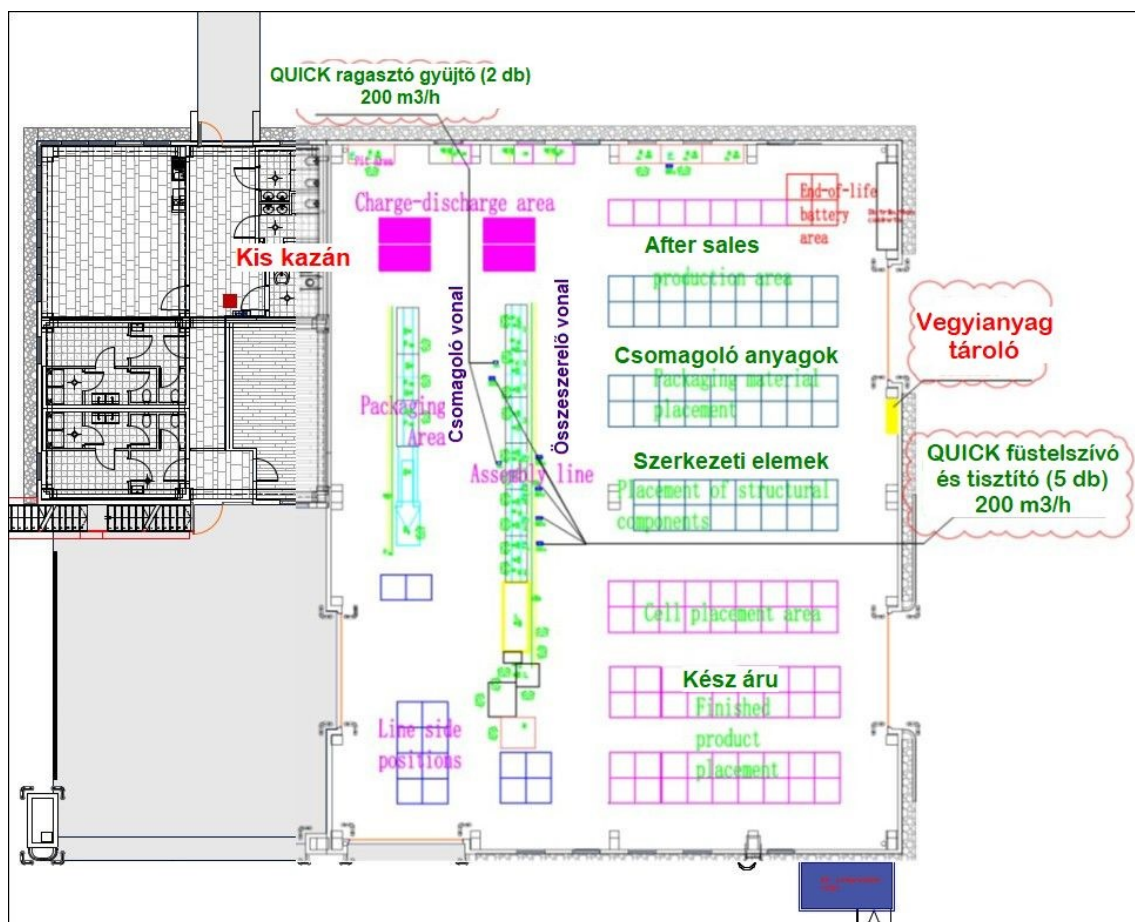 QUICK ragasztó gyüjtő (2 db)
200 m3/h
Pit area
Charge-discharge area
End-of-life
battery
area
After sales
production area
Kis kazán
Csomagoló vonal
Összeszerelő vonal
Vegyianyag
tároló
Csomagoló anyagok
Packaging material
placement
Packaging
Area
Assembly line
Szerkezeti elemek
Placement of structural
components
QUICK füstelszívó
és tisztító (5 db)
200 m3/h
Cell placement area
Kész áru
Finished
product
placement
Line side
positions